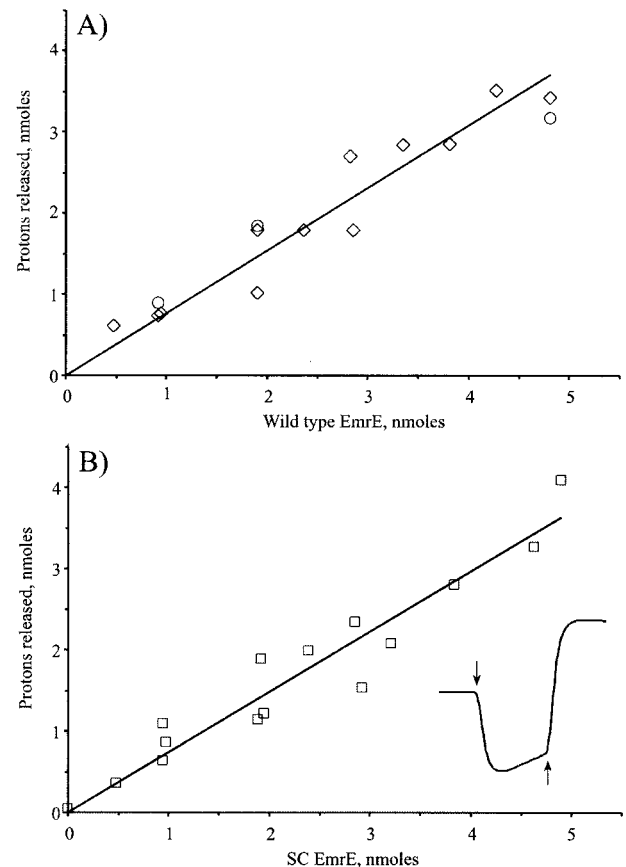 A)
Protons released, nmoles
4
3
2
1
0
0 1 2 3 4 5
Wild type EmrE, nmoles
B)
Protons released, nmoles
4
3
2
1
0
0 1 2 3 4 5
SC EmrE, nmoles